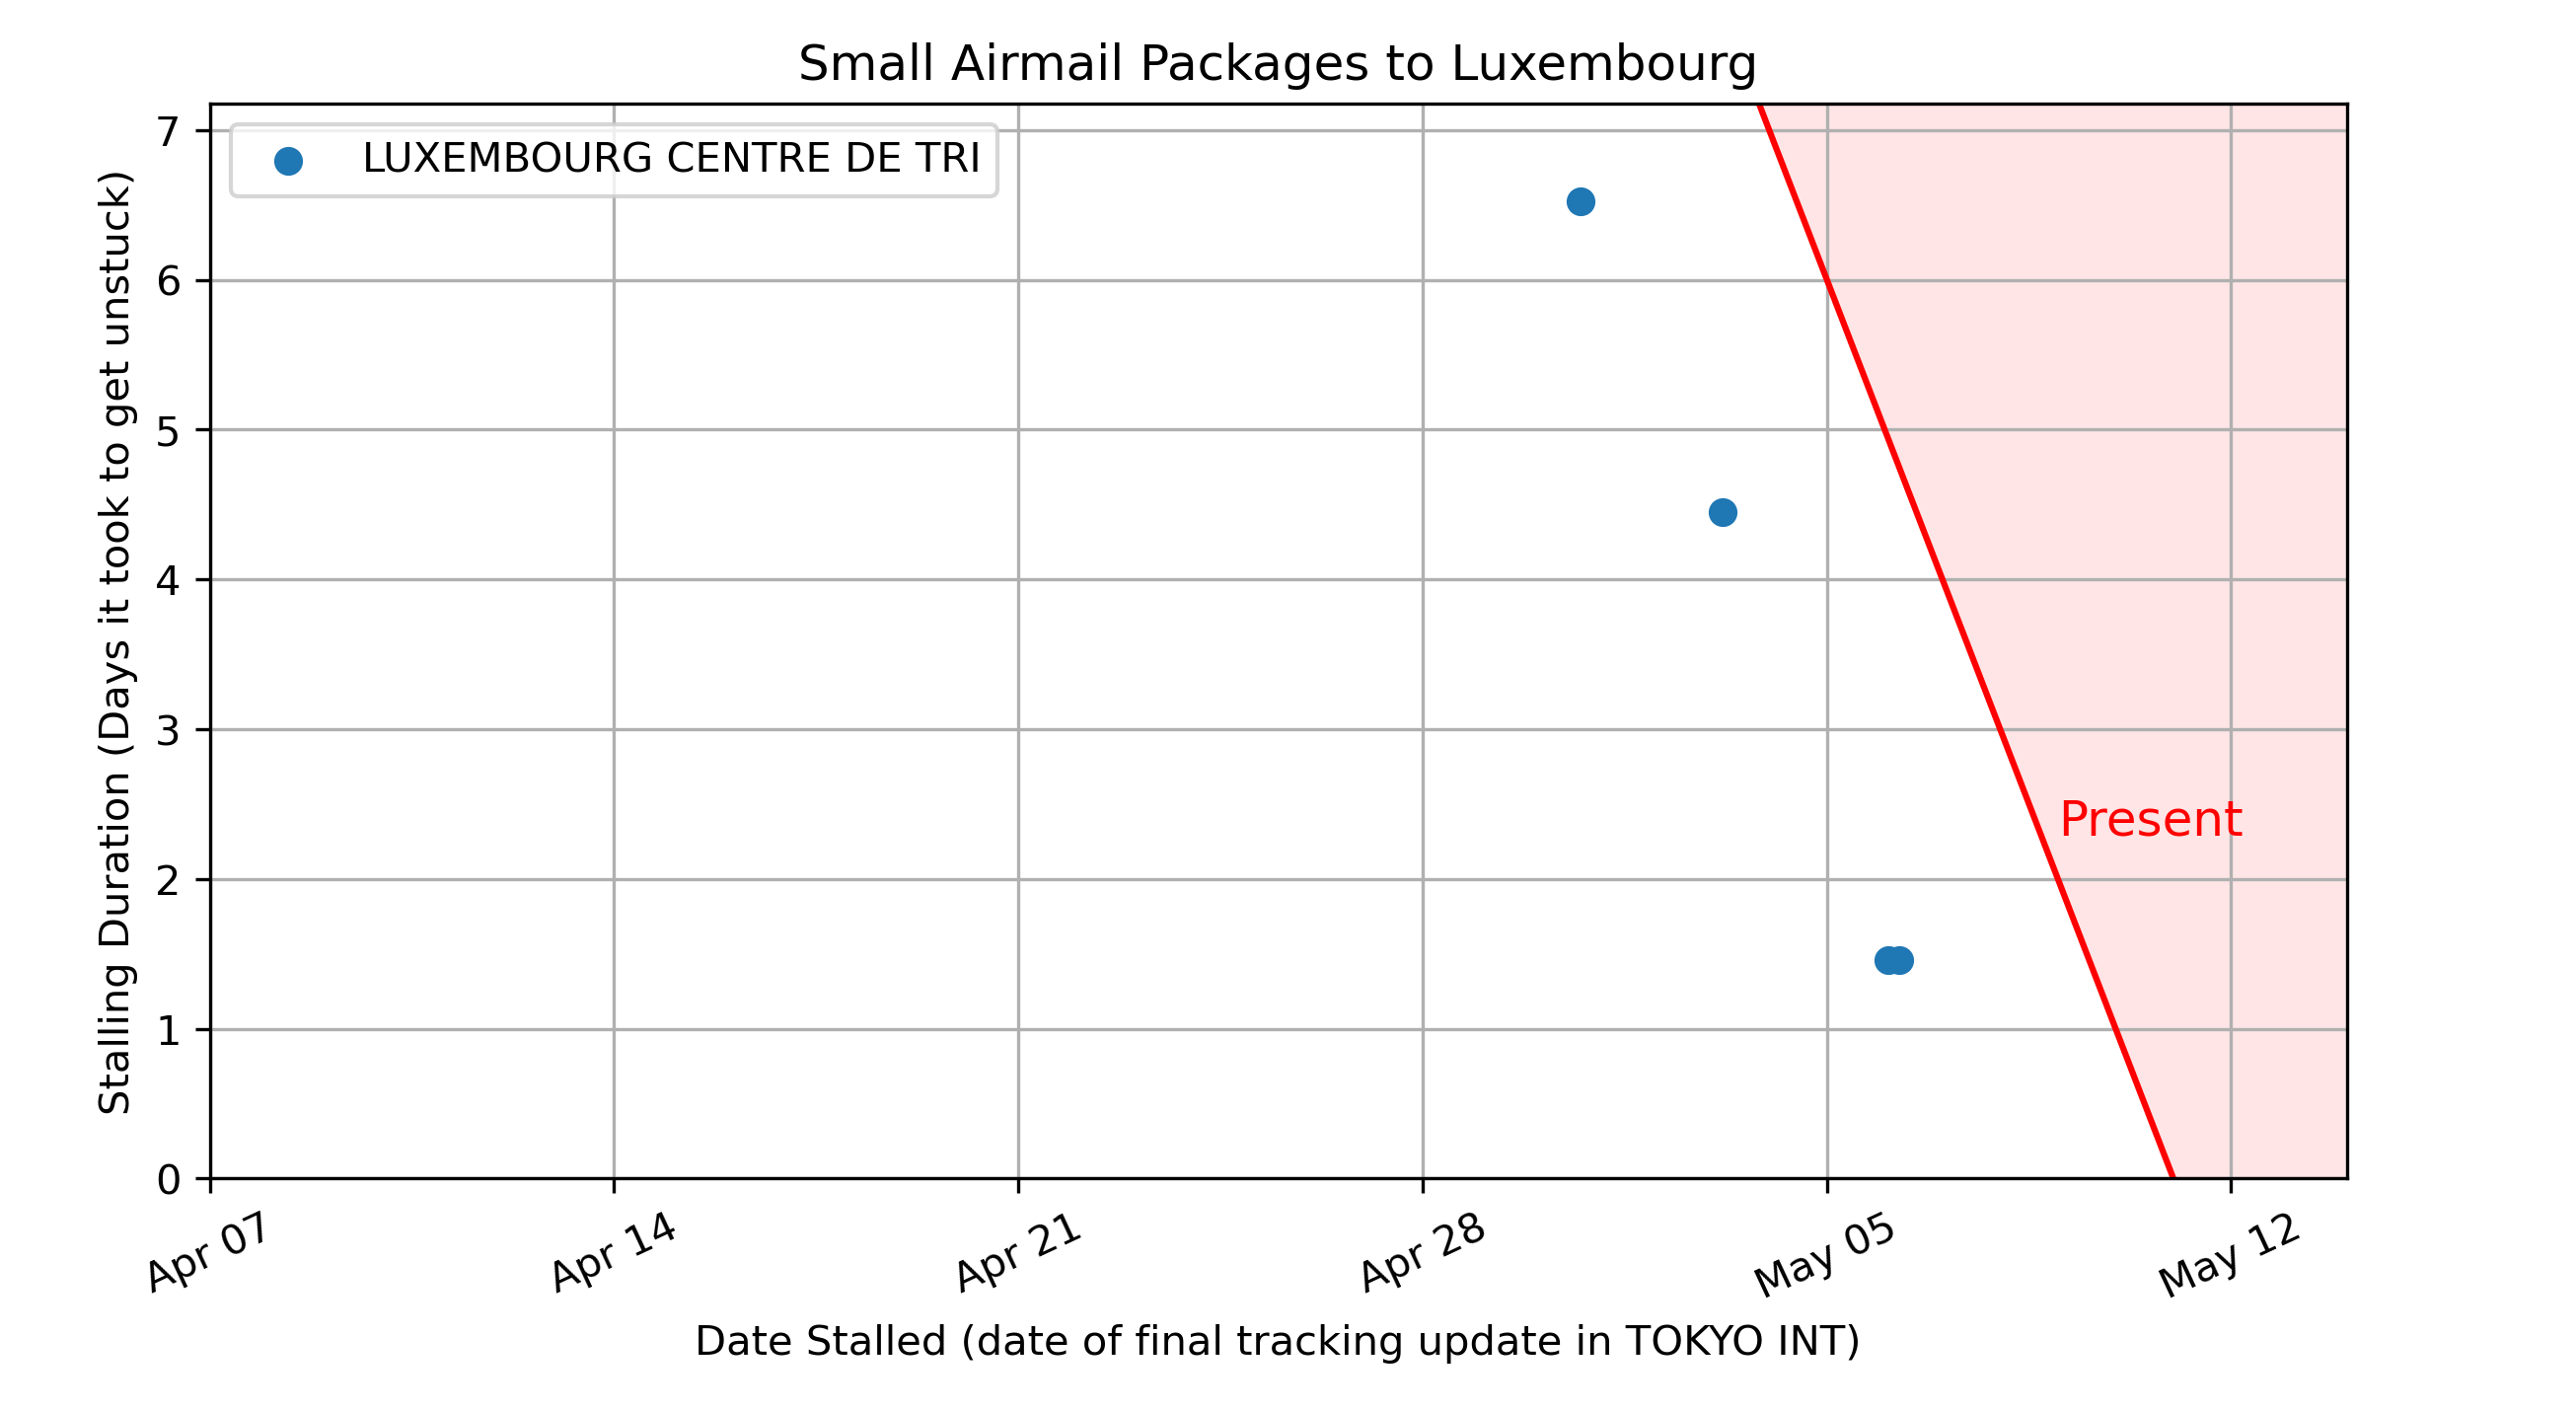 Small Airmail Packages to Luxembourg
LUXEMBOURG CENTRE DE TRI
Stalling Duration (Days it took to get unstuck)
7
6
5
4
3
2
1
0
Present
Apr 07
Apr 14
Apr 21
Apr 28
May 05
May 12
Date Stalled (date of final tracking update in TOKYO INT)